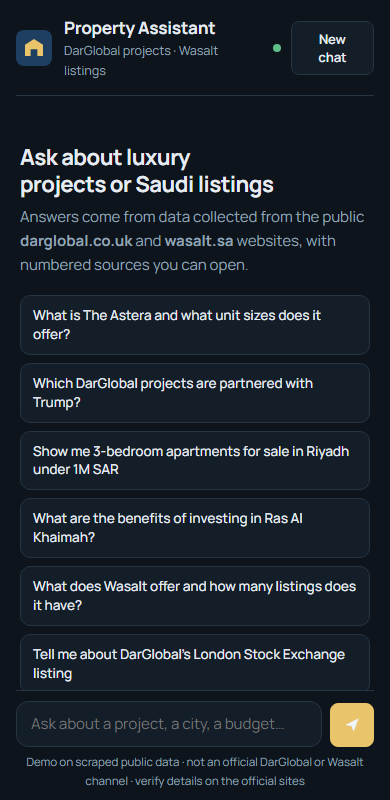 Property Assistant
DarGlobal projects · Wasalt
listings
New
chat
Ask about luxury
projects or Saudi listings
Answers come from data collected from the public
darglobal.co.uk and wasalt.sa websites, with
numbered sources you can open.
What is The Astera and what unit sizes does it
offer?
Which DarGlobal projects are partnered with
Trump?
Show me 3-bedroom apartments for sale in Riyadh
under 1M SAR
What are the benefits of investing in Ras Al
Khaimah?
What does Wasalt offer and how many listings does
it have?
Tell me about DarGlobal's London Stock Exchange
listing
Ask about a project, a city, a budget...
Demo on scraped public data · not an official DarGlobal or Wasalt
channel · verify details on the official sites